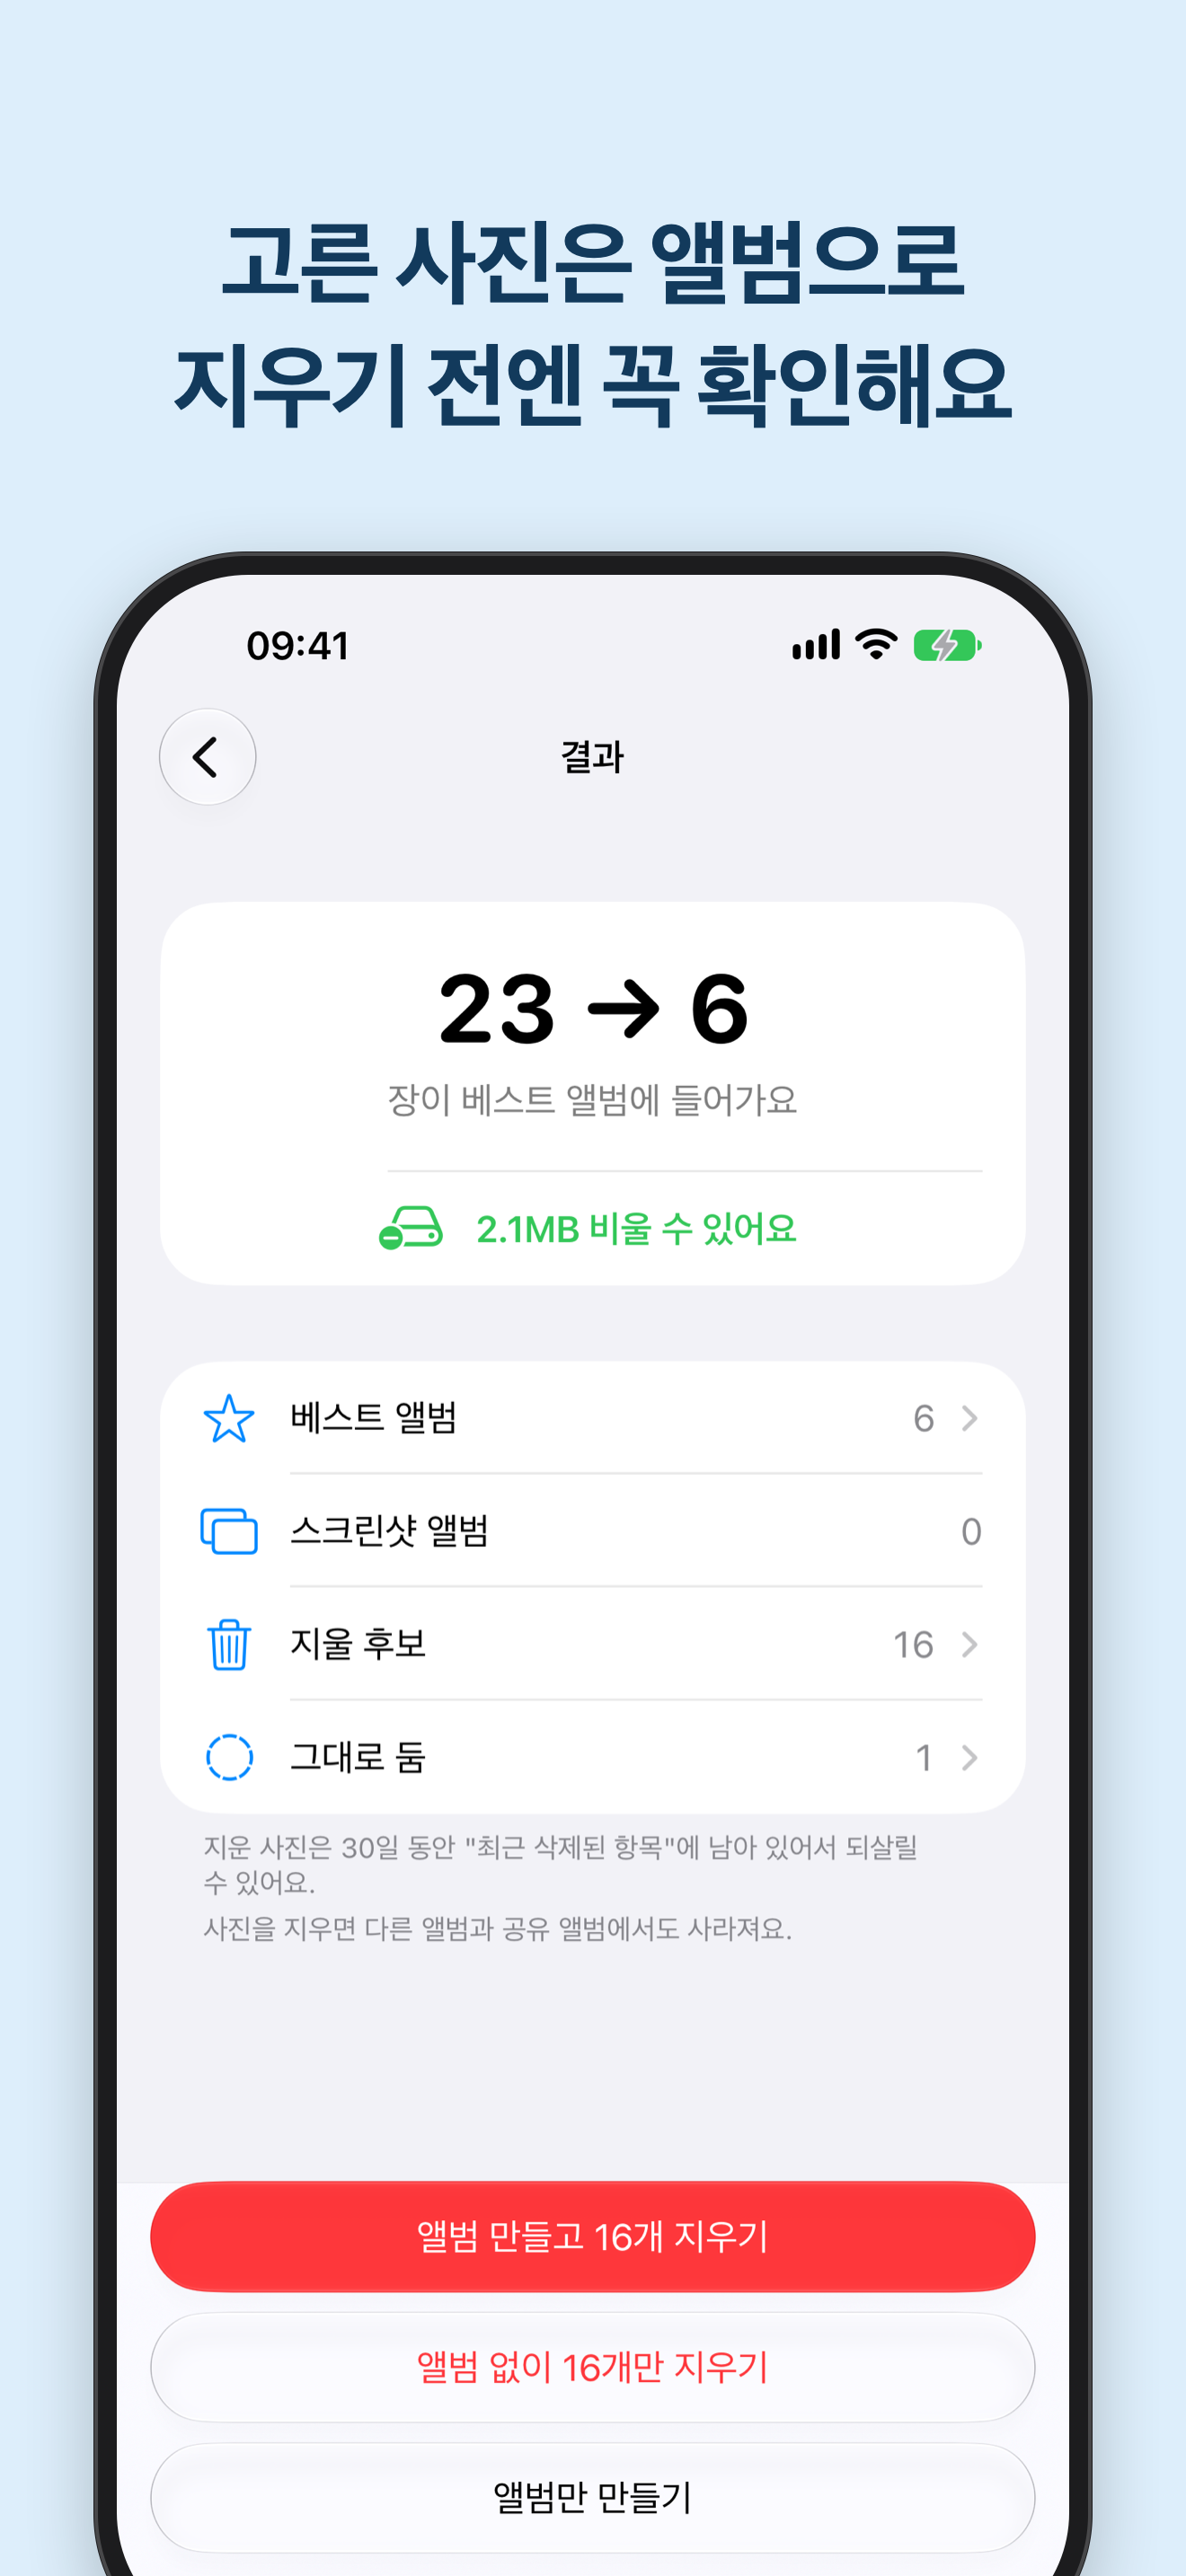 고른 사진은 앨범으로
지우기 전엔 꼭 확인해요
09:41
결과
23 → 6
장이 베스트 앨범에 들어가요
2.1MB 비울 수 있어요
베스트 앨범 6
스크린샷 앨범 0
지울 후보 16
그대로 둠 1
지운 사진은 30일 동안 "최근 삭제된 항목"에 남아 있어서 되살릴
수 있어요.
사진을 지우면 다른 앨범과 공유 앨범에서도 사라져요.
앨범 만들고 16개 지우기
앨범 없이 16개만 지우기
앨범만 만들기